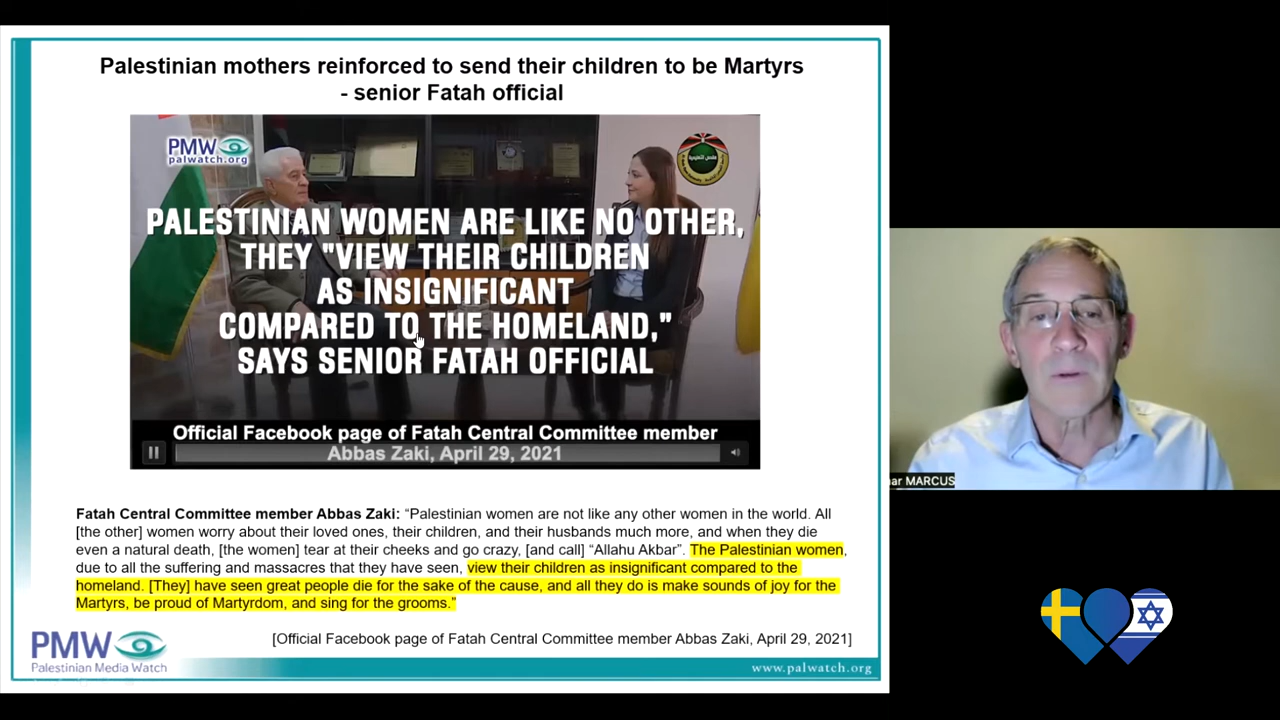 Palestinian mothers reinforced to send their children to be Martyrs
- senior Fatah official
PMW
palwatch.org
PALESTINIAN WOMEN ARE LIKE NO OTHER,
THEY "VIEW THEIR CHILDREN
AS INSIGNIFICANT
COMPARED TO THE HOMELAND,"
SAYS SENIOR FATAH OFFICIAL
Official Facebook page of Fatah Central Committee member
Abbas Zaki, April 29, 2021
Fatah Central Committee member Abbas Zaki: “Palestinian women are not like any other women in the world. All
[the other] women worry about their loved ones, their children, and their husbands much more, and when they die
even a natural death, [the women] tear at their cheeks and go crazy, [and call] “Allahu Akbar”. The Palestinian women,
due to all the suffering and massacres that they have seen, view their children as insignificant compared to the
homeland. [They] have seen great people die for the sake of the cause, and all they do is make sounds of joy for the
Martyrs, be proud of Martyrdom, and sing for the grooms.”
[Official Facebook page of Fatah Central Committee member Abbas Zaki, April 29, 2021]
PMW
Palestinian Media Watch
www.palwatch.org
ar MARCUS